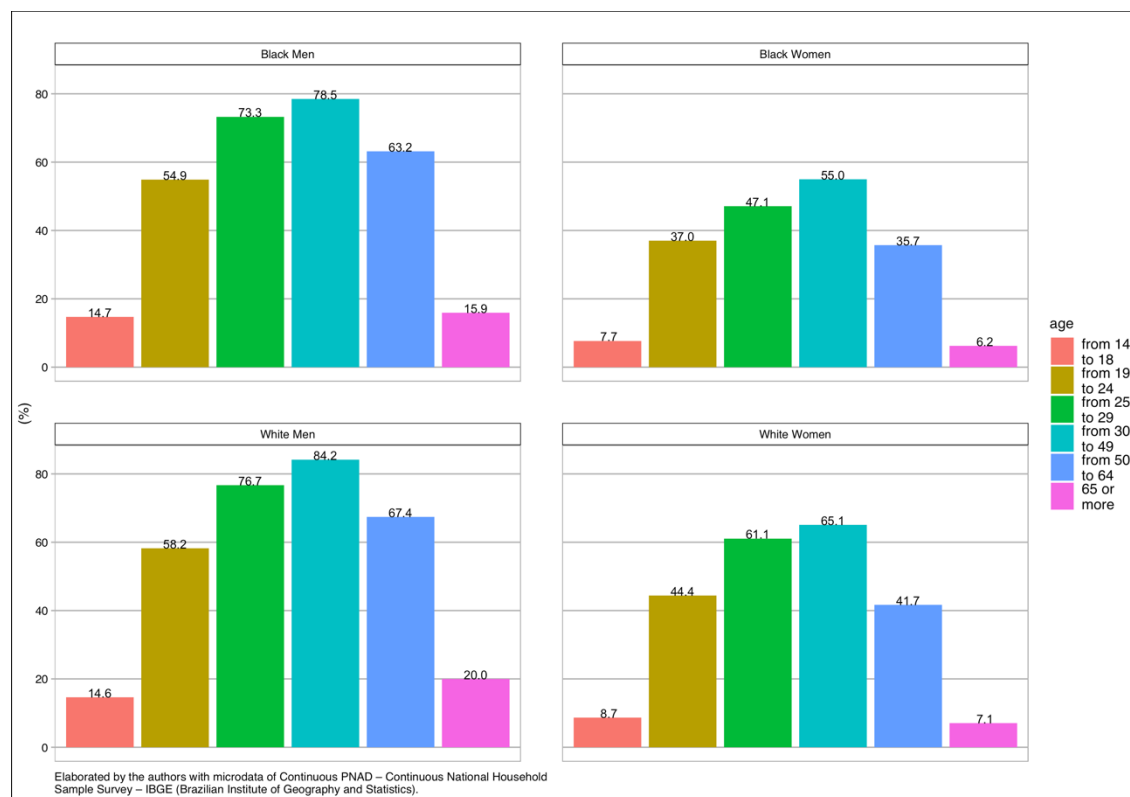 Black Men
Black Women
80
60
40
20
0
14.7
54.9
73.3
78.5
63.2
15.9
7.7
37.0
47.1
55.0
35.7
6.2
(%)
White Men
White Women
80
60
40
20
0
14.6
58.2
76.7
84.2
67.4
20.0
8.7
44.4
61.1
65.1
41.7
7.1
age
from 14
to 18
from 19
to 24
from 25
to 29
from 30
to 49
from 50
to 64
65 or
more
Elaborated by the authors with microdata of Continuous PNAD – Continuous National Household
Sample Survey – IBGE (Brazilian Institute of Geography and Statistics).